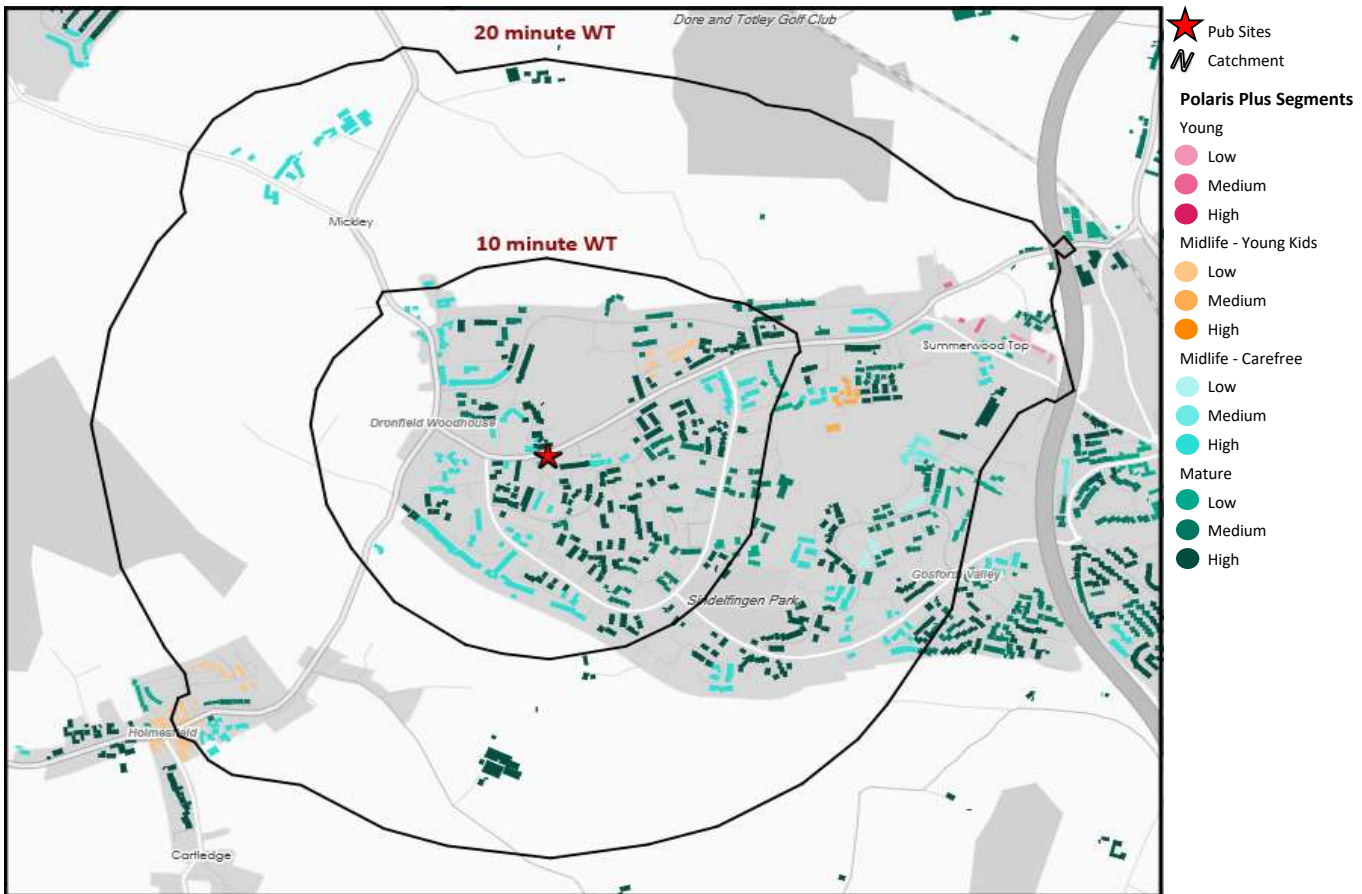 Dore and Totley Golf Club
20 minute WT
Mickley
10 minute WT
Summerwood Top
Dronfield Woodhouse
Gosforth Valley
Sindelfingen Park
Holmesfield
Cartledge
Pub Sites
Catchment
Polaris Plus Segments
Young
Low
Medium
High
Midlife - Young Kids
Low
Medium
High
Midlife - Carefree
Low
Medium
High
Mature
Low
Medium
High